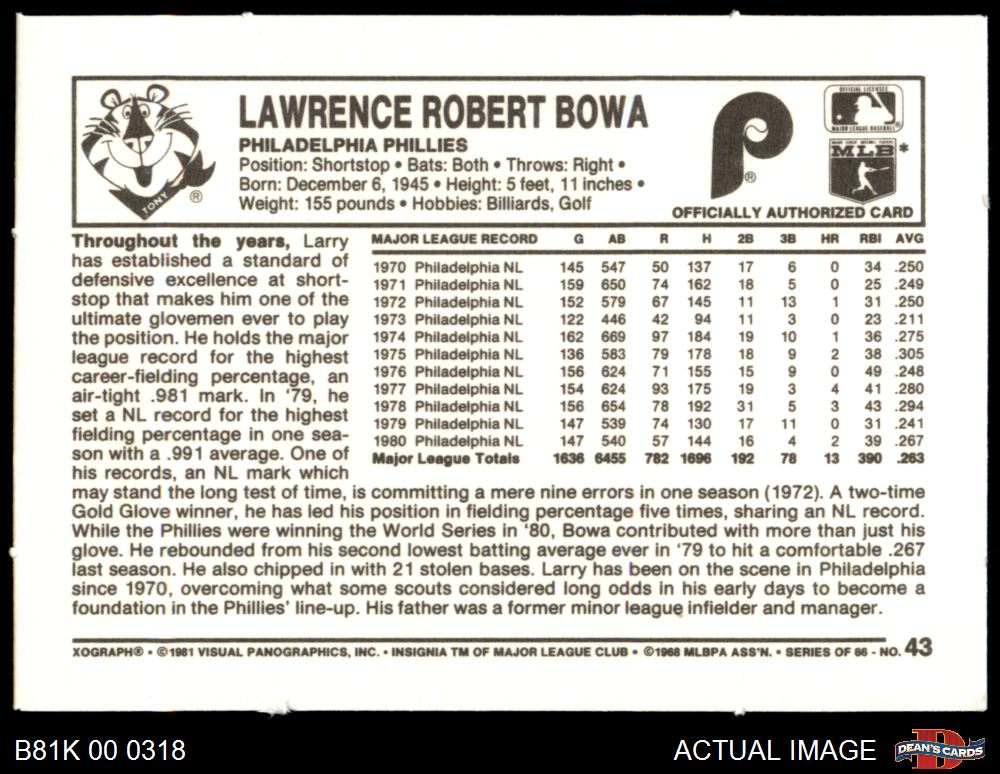 LAWRENCE ROBERT BOWA
PHILADELPHIA PHILLIES
Position: Shortstop • Bats: Both • Throws: Right •
Born: December 6, 1945 • Height: 5 feet, 11 inches •
Weight: 155 pounds • Hobbies: Billiards, Golf
TONY ®
P ®
OFFICIAL LICENSEE
MAJOR LEAGUE BASEBALL®
MLB *
OFFICIALLY AUTHORIZED CARD
Throughout the years, Larry
has established a standard of
defensive excellence at short-
stop that makes him one of the
ultimate glovemen ever to play
the position. He holds the major
league record for the highest
career-fielding percentage, an
air-tight .981 mark. In ‘79, he
set a NL record for the highest
fielding percentage in one sea-
son with a .991 average. One of
his records, an NL mark which
may stand the long test of time, is committing a mere nine errors in one season (1972). A two-time
Gold Glove winner, he has led his position in fielding percentage five times, sharing an NL record.
While the Phillies were winning the World Series in ‘80, Bowa contributed with more than just his
glove. He rebounded from his second lowest batting average ever in ‘79 to hit a comfortable .267
last season. He also chipped in with 21 stolen bases. Larry has been on the scene in Philadelphia
since 1970, overcoming what some scouts considered long odds in his early days to become a
foundation in the Phillies’ line-up. His father was a former minor league infielder and manager.
MAJOR LEAGUE RECORD G AB R H 2B 3B HR RBI AVG
1970 Philadelphia NL 145 547 50 137 17 6 0 34 .250
1971 Philadelphia NL 159 650 74 162 18 5 0 25 .249
1972 Philadelphia NL 152 579 67 145 11 13 1 31 .250
1973 Philadelphia NL 122 446 42 94 11 3 0 23 .211
1974 Philadelphia NL 162 669 97 184 19 10 1 36 .275
1975 Philadelphia NL 136 583 79 178 18 9 2 38 .305
1976 Philadelphia NL 156 624 71 155 15 9 0 49 .248
1977 Philadelphia NL 154 624 93 175 19 3 4 41 .280
1978 Philadelphia NL 156 654 78 192 31 5 3 43 .294
1979 Philadelphia NL 147 539 74 130 17 11 0 31 .241
1980 Philadelphia NL 147 540 57 144 16 4 2 39 .267
Major League Totals 1636 6455 782 1696 192 78 13 390 .263
XOGRAPH® • ©1981 VISUAL PANOGRAPHICS, INC. • INSIGNIA TM OF MAJOR LEAGUE CLUB • ©1968 MLBPA ASS'N. • SERIES OF 66 - NO. 43
B81K 00 0318
ACTUAL IMAGE
DEAN'S CARDS